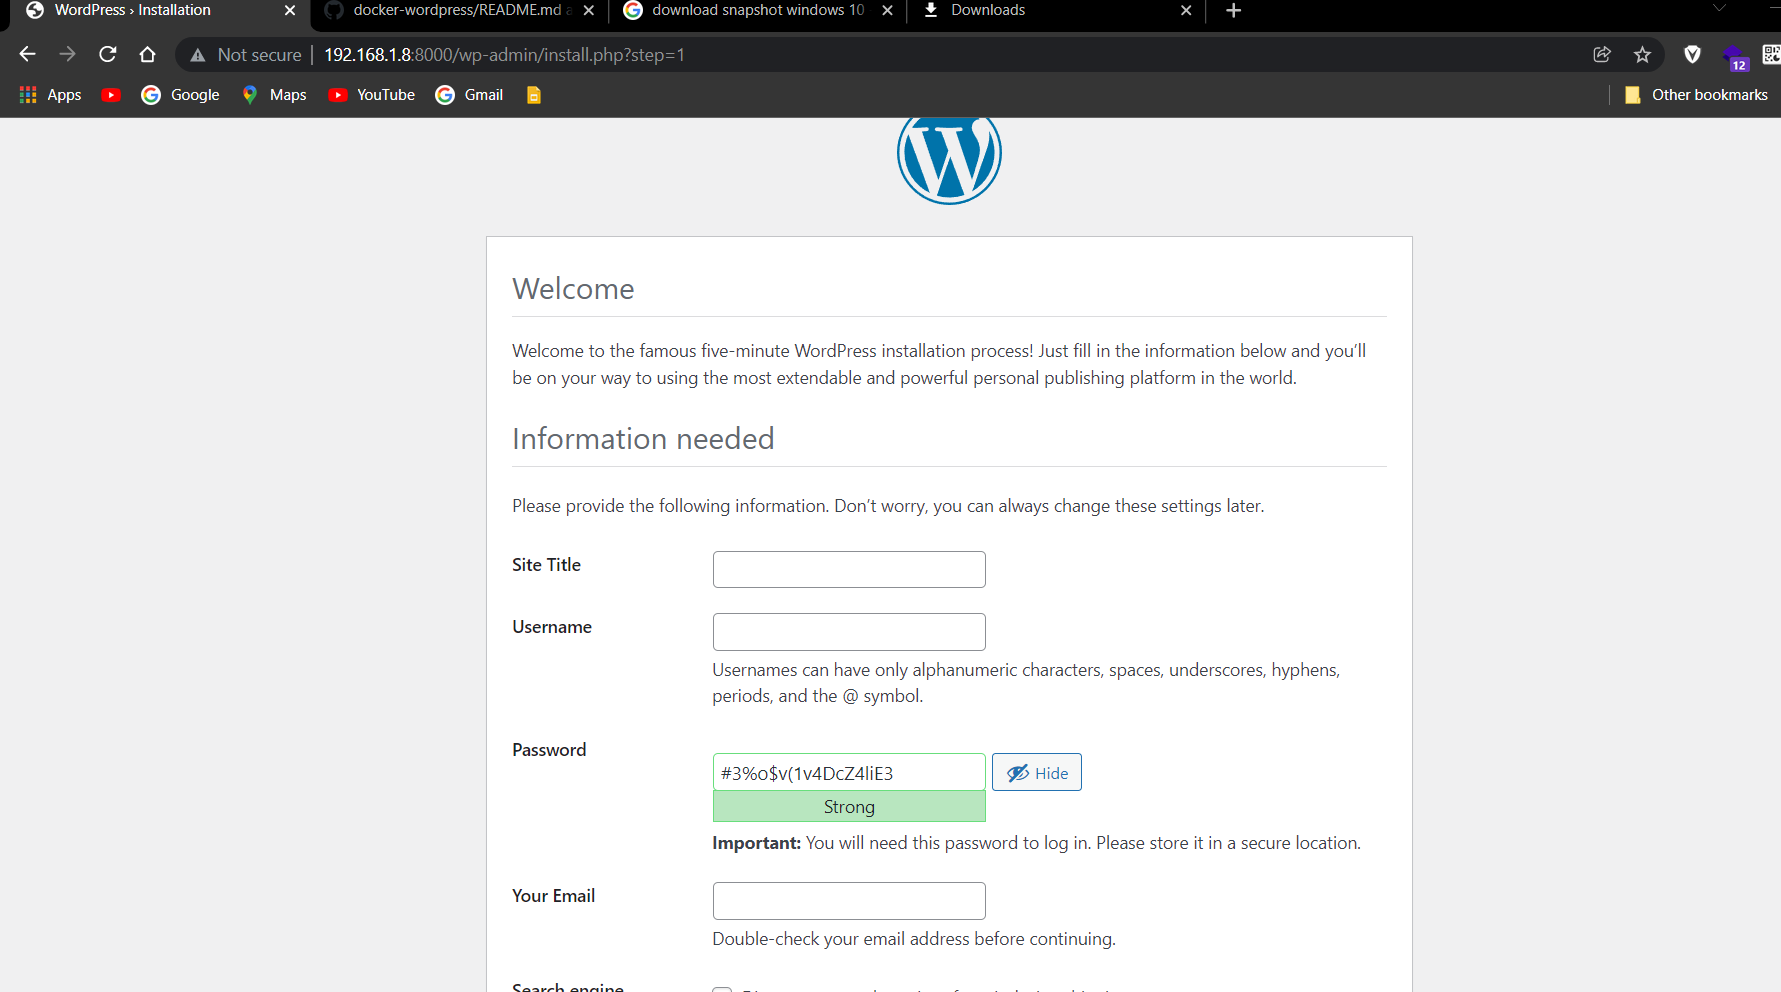 WordPress › Installation
docker-wordpress/README.md
download snapshot windows 10
Downloads
Not secure
192.168.1.8:8000/wp-admin/install.php?step=1
12
Apps
Google
Maps
YouTube
Gmail
Other bookmarks
Welcome
Welcome to the famous five-minute WordPress installation process! Just fill in the information below and you’ll
be on your way to using the most extendable and powerful personal publishing platform in the world.
Information needed
Please provide the following information. Don’t worry, you can always change these settings later.
Site Title
Username
Usernames can have only alphanumeric characters, spaces, underscores, hyphens,
periods, and the @ symbol.
Password
#3%o$v(1v4DcZ4liE3
Hide
Strong
Important: You will need this password to log in. Please store it in a secure location.
Your Email
Double-check your email address before continuing.
Search engine